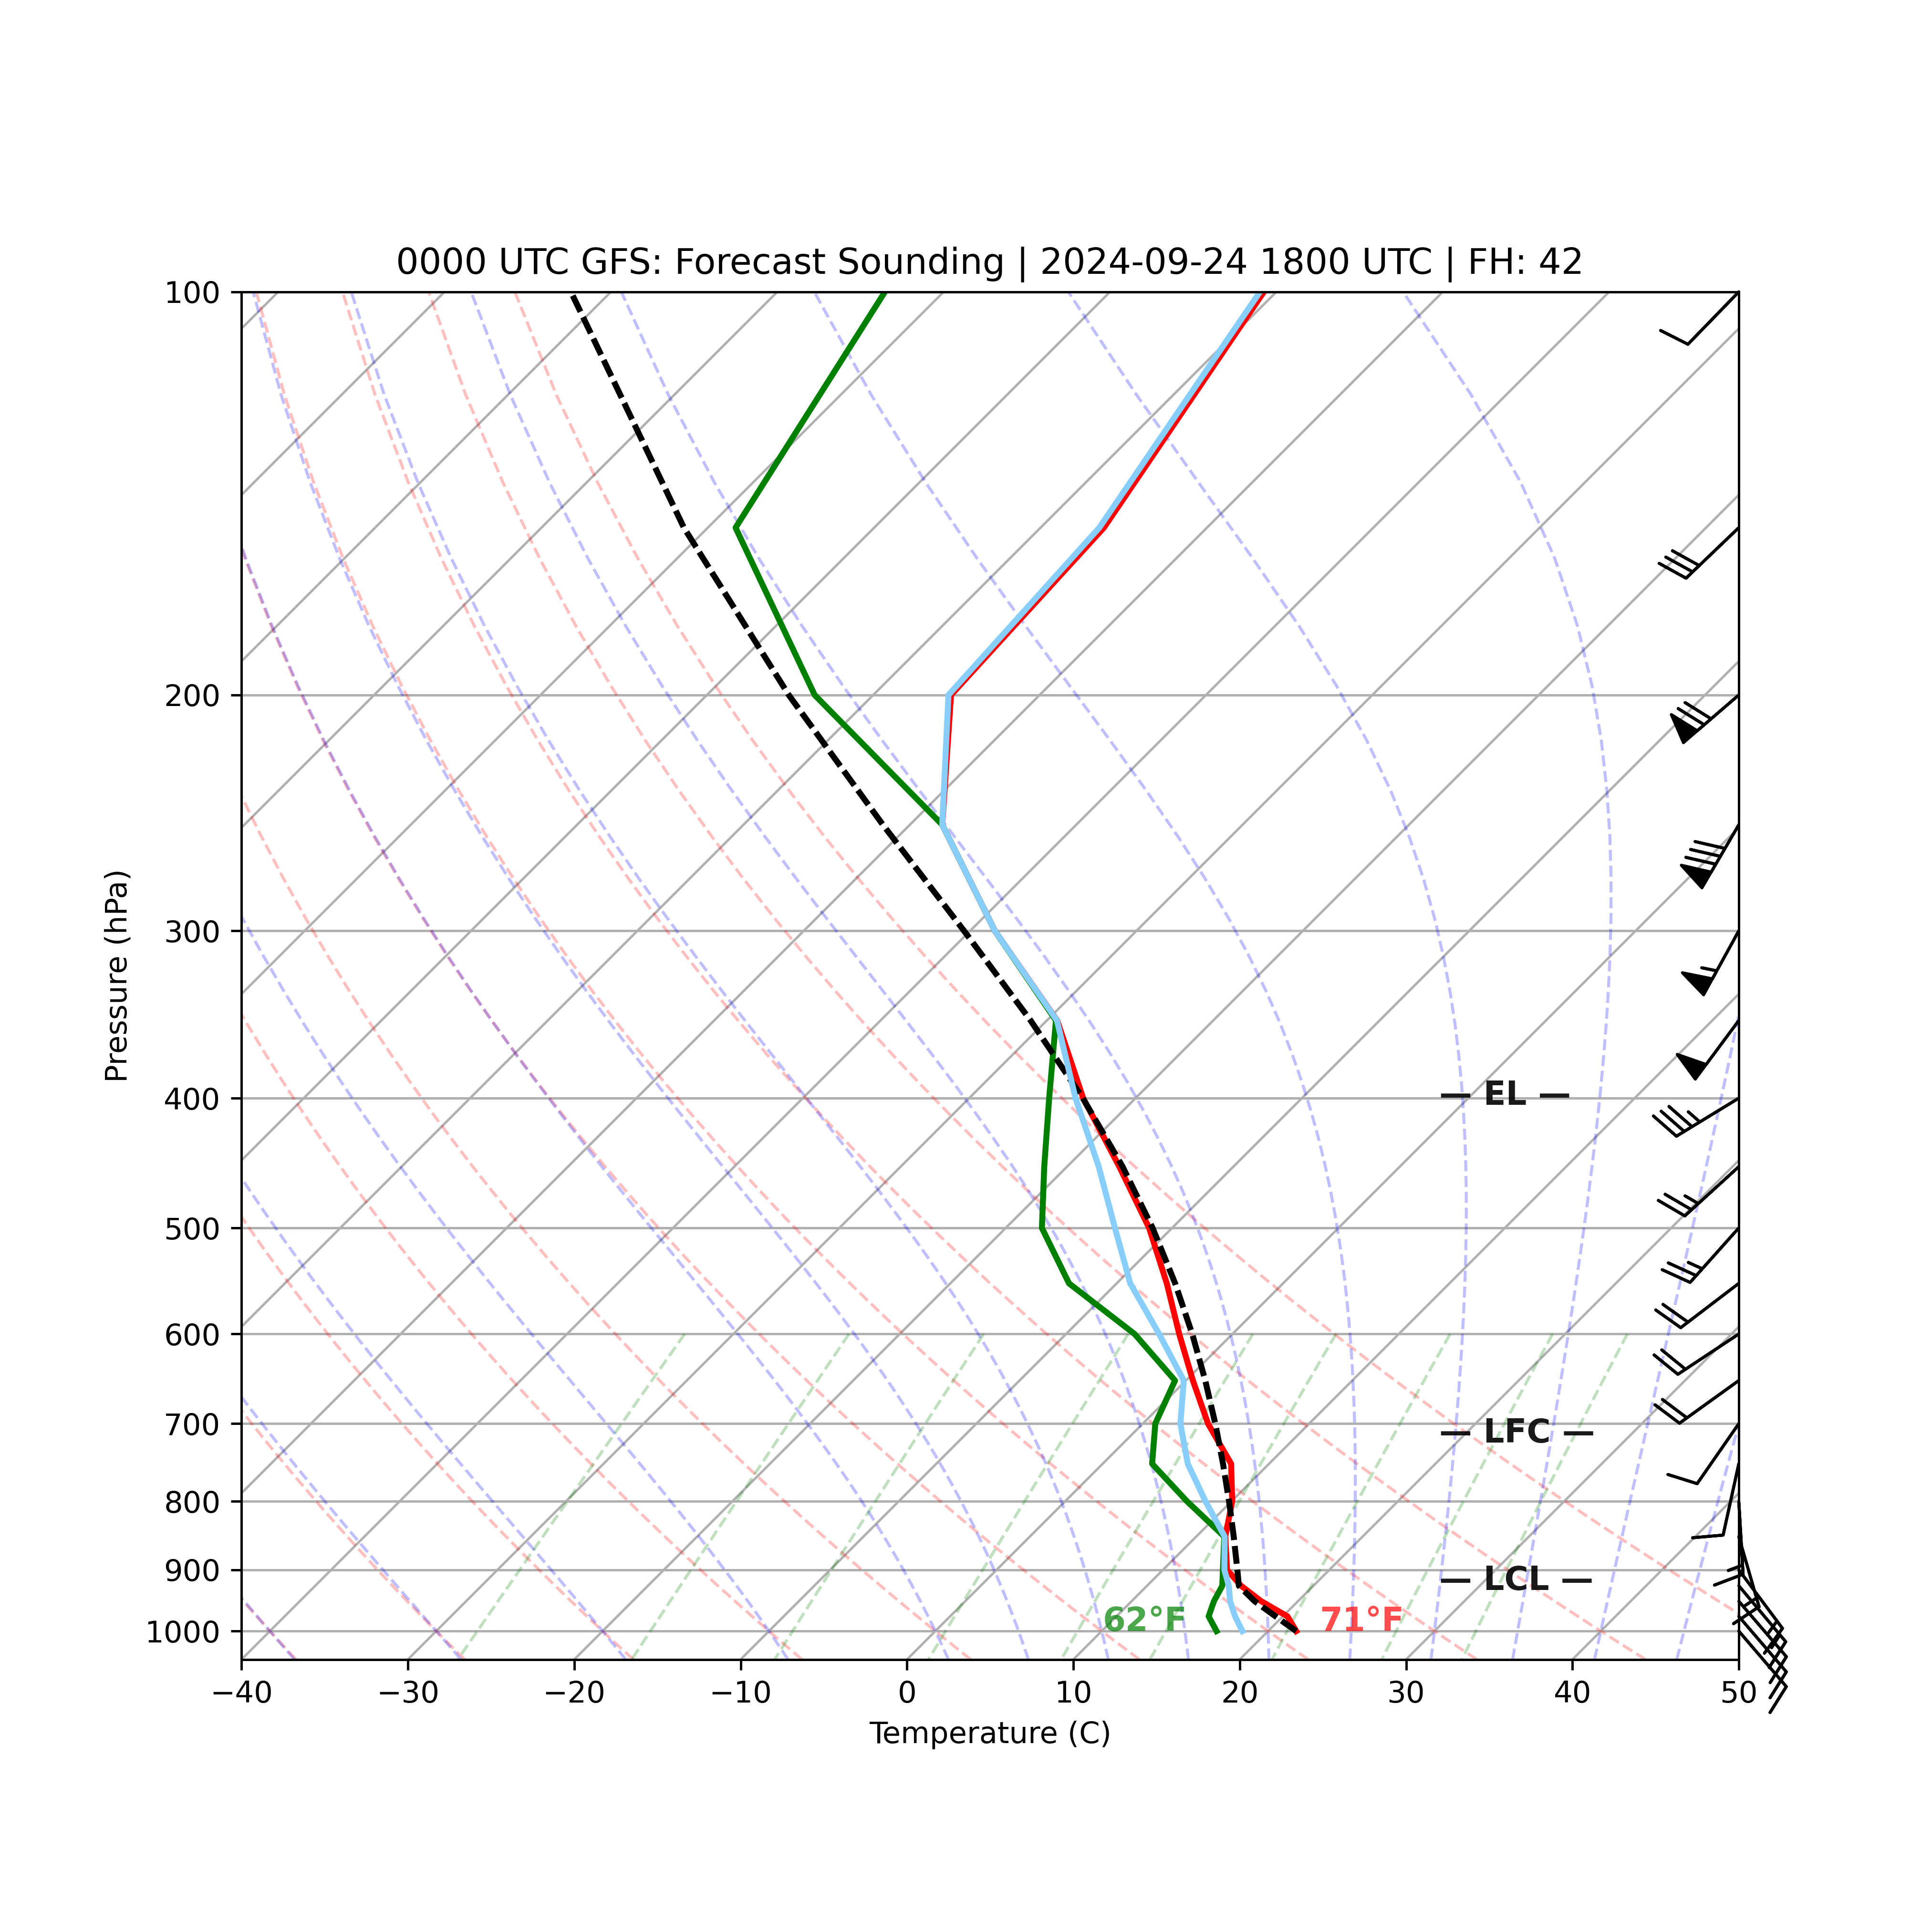 0000 UTC GFS: Forecast Sounding | 2024-09-24 1800 UTC | FH: 42
100
200
300
400
500
600
700
800
900
1000
Pressure (hPa)
— EL —
— LFC —
— LCL —
62°F
71°F
−40
−30
−20
−10
0
10
20
30
40
50
Temperature (C)